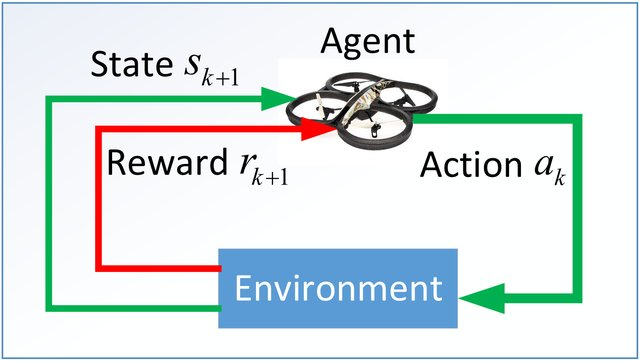 Agent
State s_{k+1}
Reward r_{k+1}
Action a_k
Environment